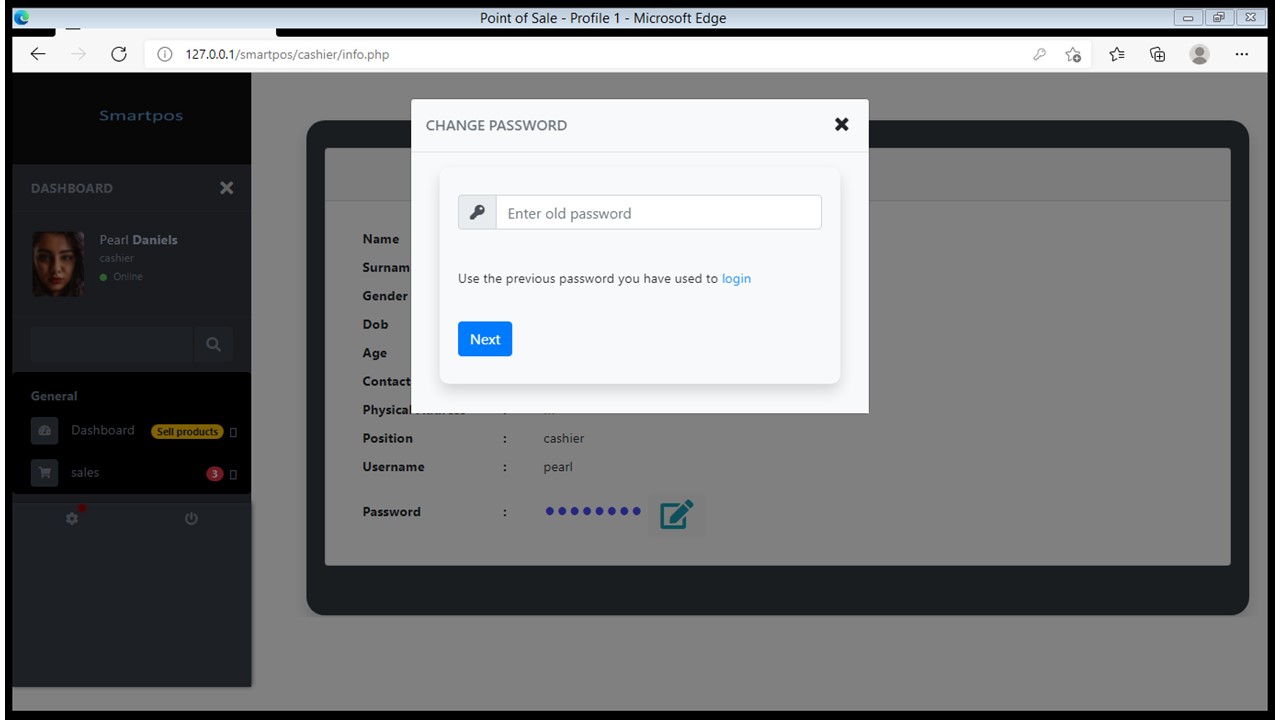 Point of Sale - Profile 1 - Microsoft Edge
127.0.0.1/smartpos/cashier/info.php
Smartpos
DASHBOARD
Pearl Daniels
cashier
Online
General
Dashboard Sell products
sales 3
CHANGE PASSWORD
Enter old password
Use the previous password you have used to login
Next
Name
Surnam
Gender
Dob
Age
Contact
Physical
Position : cashier
Username : pearl
Password :